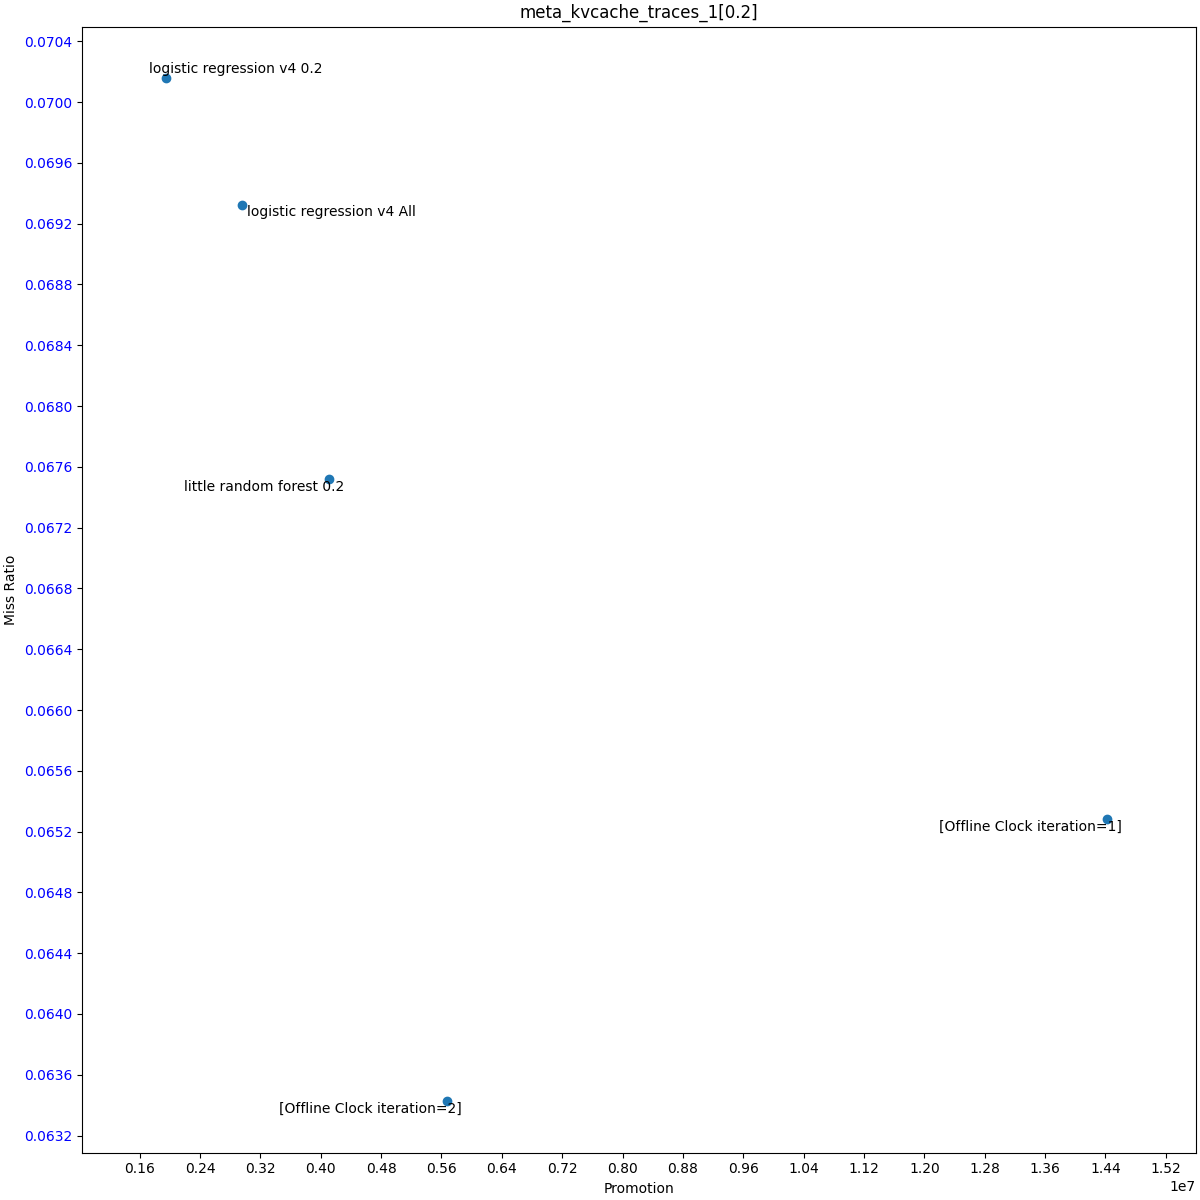 meta_kvcache_traces_1[0.2]
0.0704
logistic regression v4 0.2
0.0700
0.0696
logistic regression v4 All
0.0692
0.0688
0.0684
0.0680
0.0676
little random forest 0.2
0.0672
Miss Ratio
0.0668
0.0664
0.0660
0.0656
[Offline Clock iteration=1]
0.0652
0.0648
0.0644
0.0640
0.0636
[Offline Clock iteration=2]
0.0632
0.16 0.24 0.32 0.40 0.48 0.56 0.64 0.72 0.80 0.88 0.96 1.04 1.12 1.20 1.28 1.36 1.44 1.52
Promotion
1e7